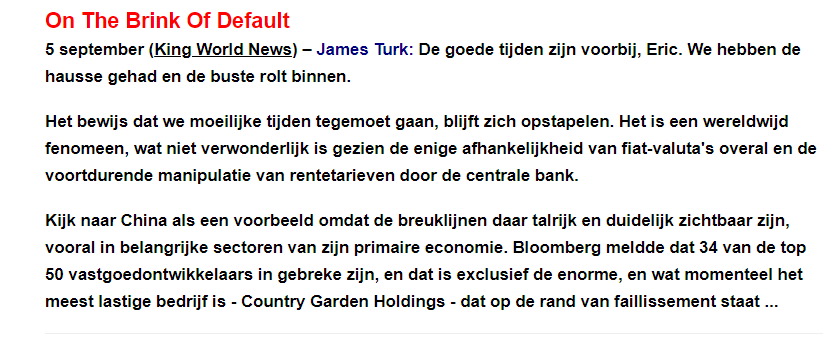 On The Brink Of Default
5 september (King World News) – James Turk: De goede tijden zijn voorbij, Eric. We hebben de
hausse gehad en de buste rolt binnen.
Het bewijs dat we moeilijke tijden tegemoet gaan, blijft zich opstapelen. Het is een wereldwijd
fenomeen, wat niet verwonderlijk is gezien de enige afhankelijkheid van fiat-valuta's overal en de
voortdurende manipulatie van rentetarieven door de centrale bank.
Kijk naar China als een voorbeeld omdat de breuklijnen daar talrijk en duidelijk zichtbaar zijn,
vooral in belangrijke sectoren van zijn primaire economie. Bloomberg meldde dat 34 van de top
50 vastgoedontwikkelaars in gebreke zijn, en dat is exclusief de enorme, en wat momenteel het
meest lastige bedrijf is - Country Garden Holdings - dat op de rand van faillissement staat ...